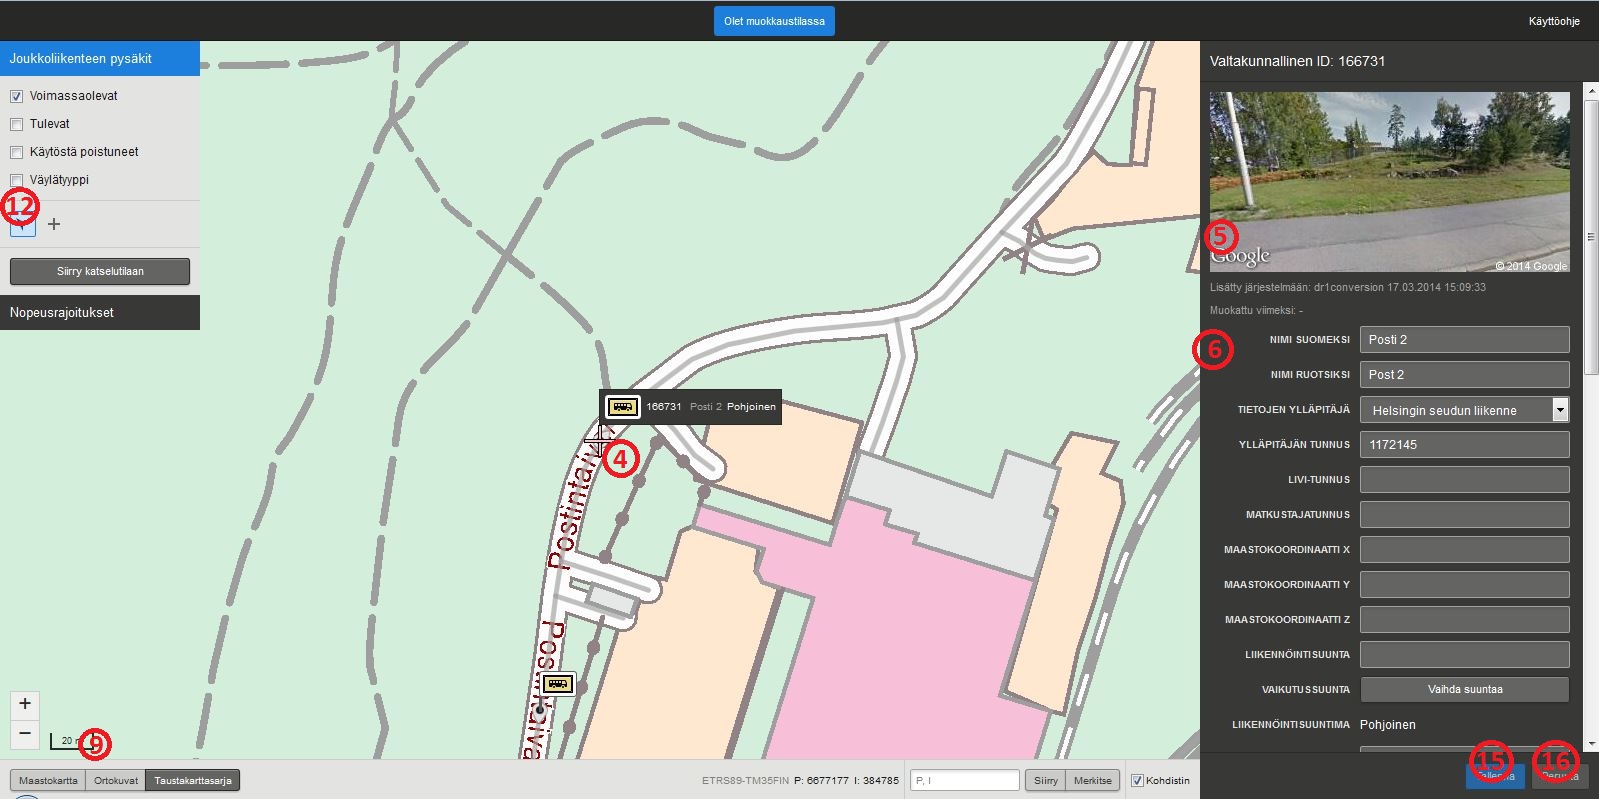 Olet muokkaustilassa
Käyttöohje
Joukkoliikenteen pysäkit
Voimassaolevat
Tulevat
Käytöstä poistuneet
Väylätyyppi
12
+
Siirry katselutilaan
Nopeusrajoitukset
166731 Posti 2 Pohjoinen
4
Postintaival
+
−
20 m
9
Maastokartta Ortokuvat Taustakarttasarja
ETRS89-TM35FIN P: 6677177 I: 384785
P, I
Siirry Merkitse
Kohdistin
Valtakunnallinen ID: 166731
5
Google
© 2014 Google
Lisätty järjestelmään: dr1conversion 17.03.2014 15:09:33
Muokattu viimeksi: -
6
NIMI SUOMEKSI Posti 2
NIMI RUOTSIKSI Post 2
TIETOJEN YLLÄPITÄJÄ Helsingin seudun liikenne
YLLÄPITÄJÄN TUNNUS 1172145
LIVI-TUNNUS
MATKUSTAJATUNNUS
MAASTOKOORDINAATTI X
MAASTOKOORDINAATTI Y
MAASTOKOORDINAATTI Z
LIIKENNÖINTISUUNTA
VAIKUTUSSUUNTA Vaihda suuntaa
LIIKENNÖINTISUUNTIMA Pohjoinen
15 16